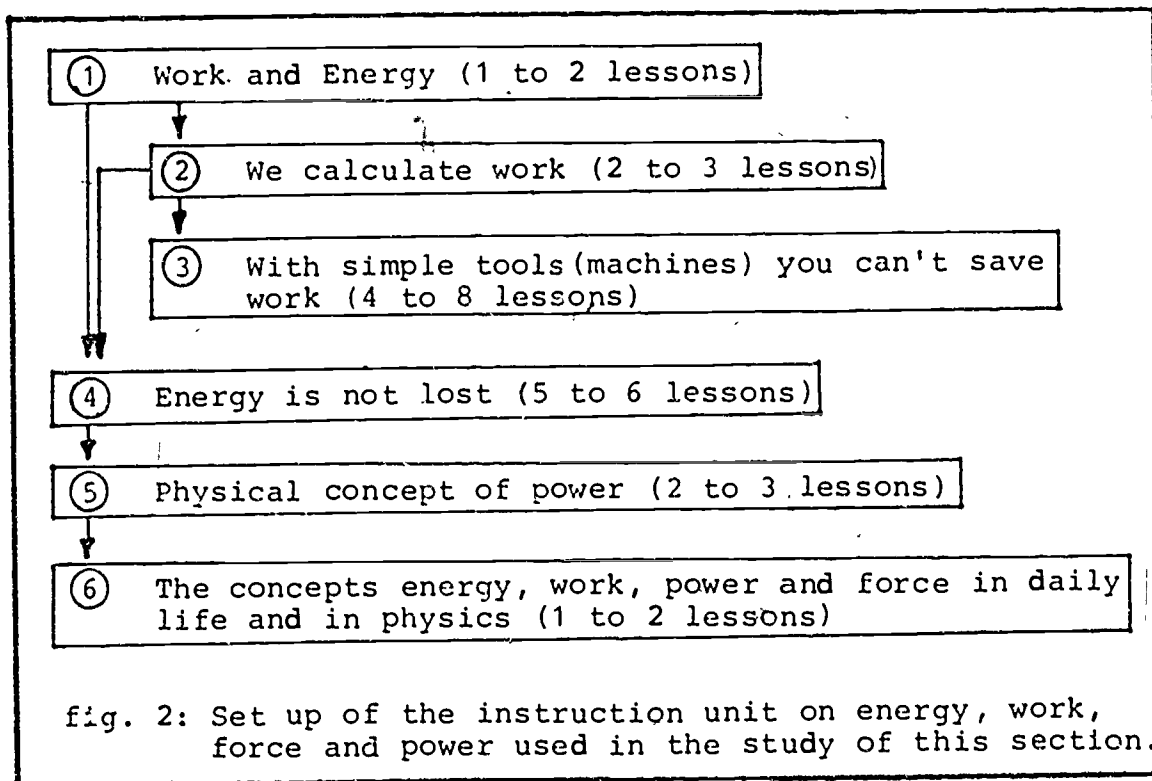 1 Work and Energy (1 to 2 lessons)
2 We calculate work (2 to 3 lessons)
3 With simple tools(machines) you can't save
work (4 to 8 lessons)
4 Energy is not lost (5 to 6 lessons)
5 Physical concept of power (2 to 3 lessons)
6 The concepts energy, work, power and force in daily
life and in physics (1 to 2 lessons)
fig. 2: Set up of the instruction unit on energy, work,
force and power used in the study of this section.